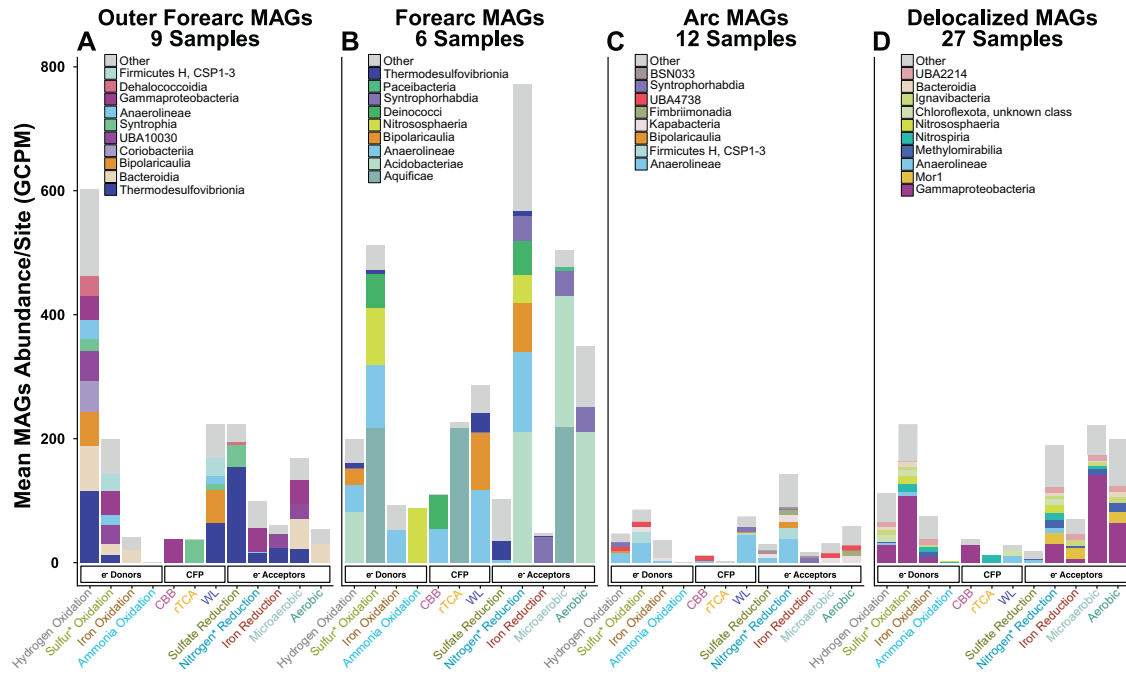 Outer Forearc MAGs
9 Samples
Forearc MAGs
6 Samples
Arc MAGs
12 Samples
Delocalized MAGs
27 Samples
A
B
C
D
Mean MAGs Abundance/Site (GCPM)
800
600
400
200
0
Other
Firmicutes H, CSP1-3
Dehalococcoidia
Gammaproteobacteria
Anaerolineae
Syntrophia
UBA10030
Coriobacteriia
Bipolaricaulia
Bacteroidia
Thermodesulfovibrionia
Other
Thermodesulfovibrionia
Paceibacteria
Syntrophorhabdia
Deinococci
Nitrososphaeria
Bipolaricaulia
Anaerolineae
Acidobacteriae
Aquificae
Other
BSN033
Syntrophorhabdia
UBA4738
Fimbriimonadia
Kapabacteria
Bipolaricaulia
Firmicutes H, CSP1-3
Anaerolineae
Other
UBA2214
Bacteroidia
Ignavibacteria
Chloroflexota, unknown class
Nitrososphaeria
Nitrospiria
Methylomirabilia
Anaerolineae
Mor1
Gammaproteobacteria
e- Donors
CFP
e- Acceptors
e- Donors
CFP
e- Acceptors
e- Donors
CFP
e- Acceptors
e- Donors
CFP
e- Acceptors
Hydrogen Oxidation
Sulfur* Oxidation
Iron Oxidation
Ammonia Oxidation
CBB
rTCA
WL
Sulfate Reduction
Nitrogen* Reduction
Iron Reduction
Microaerobic
Aerobic
Hydrogen Oxidation
Sulfur* Oxidation
Iron Oxidation
Ammonia Oxidation
CBB
rTCA
WL
Sulfate Reduction
Nitrogen* Reduction
Iron Reduction
Microaerobic
Aerobic
Hydrogen Oxidation
Sulfur* Oxidation
Iron Oxidation
Ammonia Oxidation
CBB
rTCA
WL
Sulfate Reduction
Nitrogen* Reduction
Iron Reduction
Microaerobic
Aerobic
Hydrogen Oxidation
Sulfur* Oxidation
Iron Oxidation
Ammonia Oxidation
CBB
rTCA
WL
Sulfate Reduction
Nitrogen* Reduction
Iron Reduction
Microaerobic
Aerobic